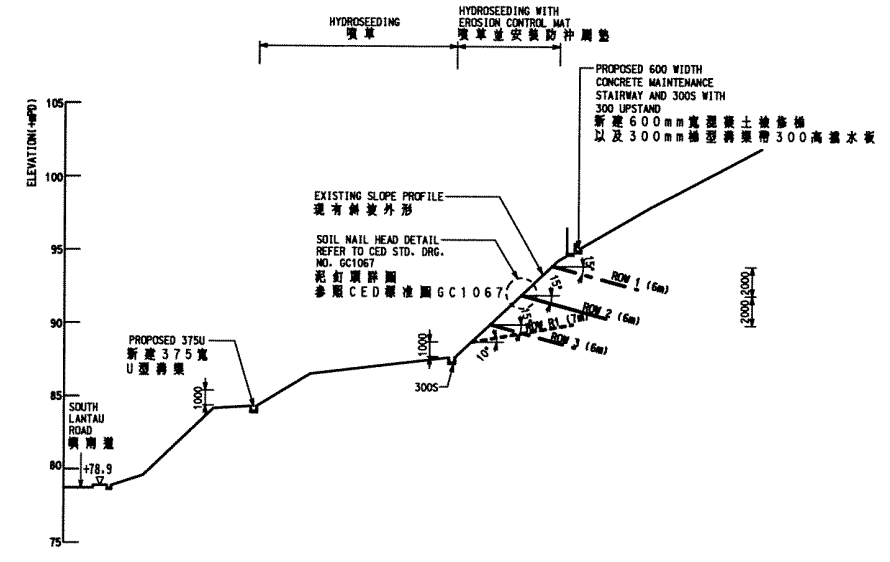 HYDROSEEDING
噴草
HYDROSEEDING WITH
EROSION CONTROL MAT
噴草並安裝防沖刷墊
PROPOSED 600 WIDTH
CONCRETE MAINTENANCE
STAIRWAY AND 300S WITH
300 UPSTAND
新建600mm寬混凝土檢修梯
以及300mm梯型溝渠帶300高擋水板
ELEVATION(+mPD)
105
100
95
90
85
80
75
EXISTING SLOPE PROFILE
現有斜坡外形
SOIL NAIL HEAD DETAIL
REFER TO CED STD. DRG.
NO. GC1067
泥釘頭詳圖
參照CED標准圖GC1067
15°
ROW 1 (6m)
15°
ROW 2 (6m)
15°
ROW R1 (7m)
ROW 3 (6m)
10°
2000
2000
PROPOSED 375U
新建375寬
U型溝渠
1000
1000
300S
SOUTH
LANTAU
ROAD
嶼南道
+78.9